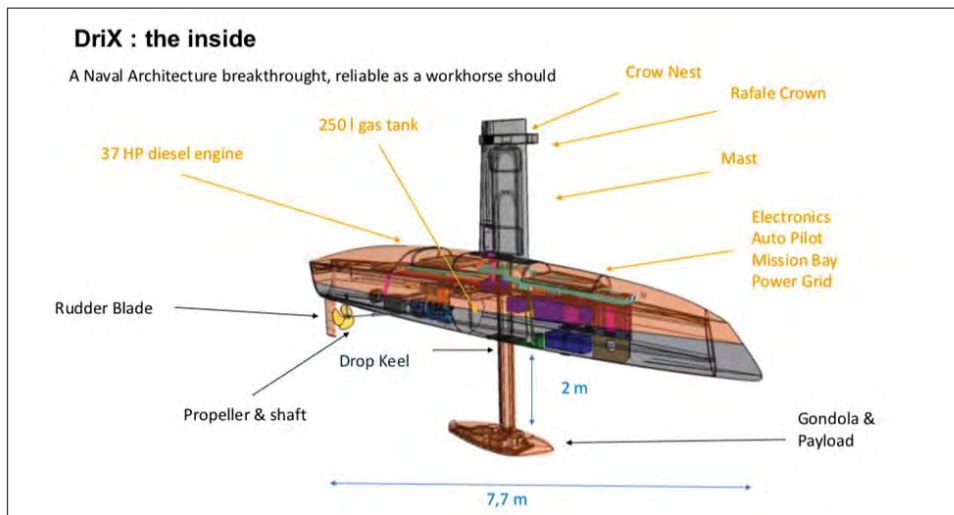 DriX : the inside
A Naval Architecture breakthrought, reliable as a workhorse should
Crow Nest
Rafale Crown
250 l gas tank
37 HP diesel engine
Mast
Electronics
Auto Pilot
Mission Bay
Power Grid
Rudder Blade
Drop Keel
2 m
Propeller & shaft
Gondola &
Payload
7,7 m